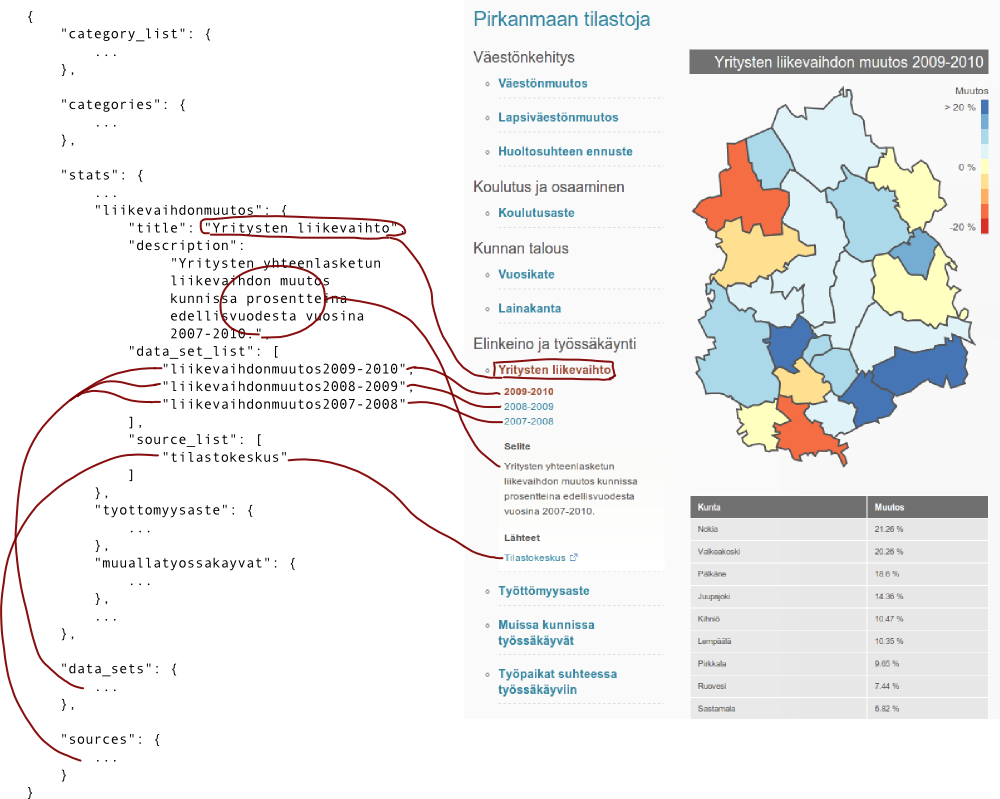 {
"category_list": {
...
},
"categories": {
...
},
"stats": {
...
"liikevaihdonmuutos": {
"title": "Yritysten liikevaihto",
"description":
"Yritysten yhteenlasketun
liikevaihdon muutos
kunnissa prosentteina
edellisvuodesta vuosina
2007-2010.",
"data_set_list": [
"liikevaihdonmuutos2009-2010",
"liikevaihdonmuutos2008-2009",
"liikevaihdonmuutos2007-2008"
],
"source_list": [
"tilastokeskus"
]
},
"tyottomyysaste": {
...
},
"muuallatyossakayvat": {
...
},
...
},
"data_sets": {
...
},
"sources": {
...
}
}
Pirkanmaan tilastoja
Väestönkehitys
Väestönmuutos
Lapsiväestönmuutos
Huoltosuhteen ennuste
Koulutus ja osaaminen
Koulutusaste
Kunnan talous
Vuosikate
Lainakanta
Elinkeino ja työssäkäynti
Yritysten liikevaihto
2009-2010
2008-2009
2007-2008
Selite
Yritysten yhteenlasketun
liikevaihdon muutos kunnissa
prosentteina edellisvuodesta
vuosina 2007-2010.
Lähteet
Tilastokeskus
Työttömyysaste
Muissa kunnissa
työssäkäyvät
Työpaikat suhteessa
työssäkäyviin
Yritysten liikevaihdon muutos 2009-2010
Muutos
> 20 %
0 %
-20 %
Kunta Muutos
Nokia 21.26 %
Valkeakoski 20.26 %
Pälkäne 18.6 %
Juupajoki 14.36 %
Kihniö 10.47 %
Lempäälä 10.35 %
Pirkkala 9.65 %
Ruovesi 7.44 %
Sastamala 6.82 %